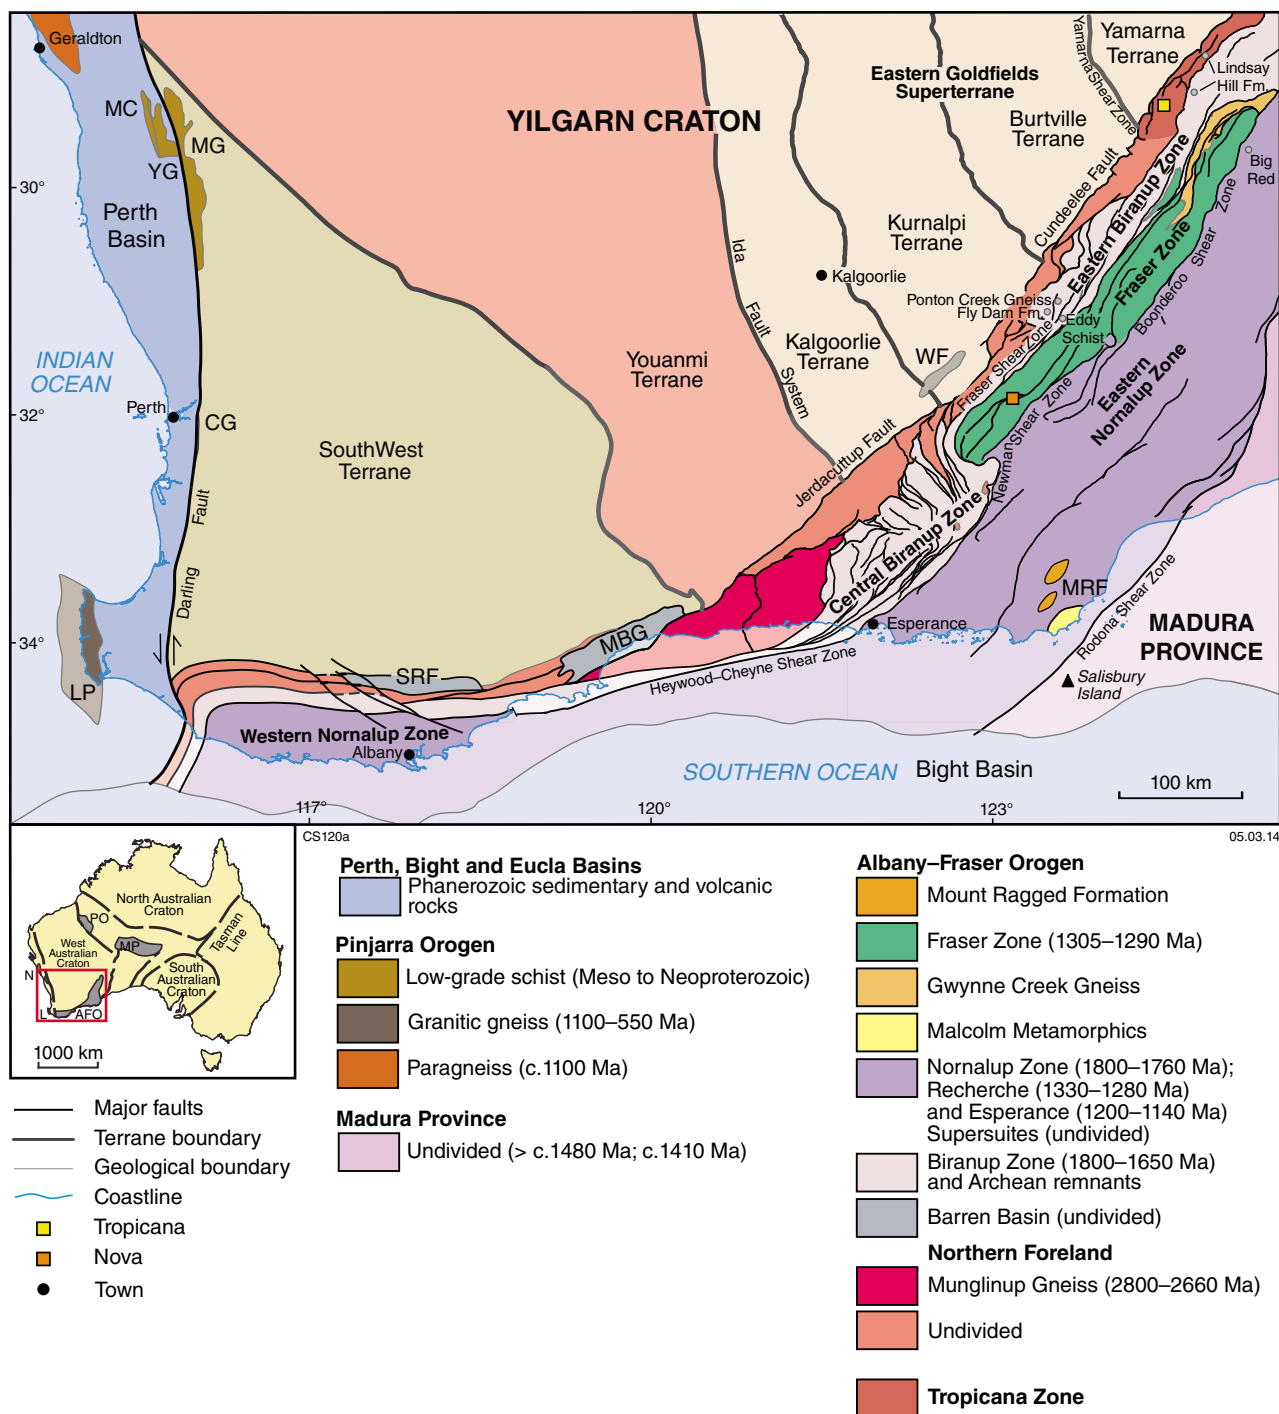 Geraldton
MC
MG
YG
Perth
Basin
30°
INDIAN
OCEAN
Perth
CG
32°
Darling
Fault
34°
LP
YILGARN CRATON
Youanmi
Terrane
SouthWest
Terrane
Ida
Fault
System
Eastern Goldfields
Superterrane
Yamarna
Terrane
Yamarna Shear Zone
Burtville
Terrane
Kurnalpi
Terrane
Kalgoorlie
Kalgoorlie
Terrane
WF
Lindsay
Hill Fm.
Big
Red
Cundeelee Fault
Eastern Biranup Zone
Fraser Zone
Boonderoo Shear Zone
Ponton Creek Gneiss
Fly Dam Fm.
Eddy
Schist
Fraser Shear Zone
Newman Shear Zone
Eastern
Nornalup Zone
Jerdacuttup Fault
Central Biranup Zone
MRF
Rodona Shear Zone
MADURA
PROVINCE
Salisbury
Island
Esperance
Heywood–Cheyne Shear Zone
MBG
SRF
Western Nornalup Zone
Albany
SOUTHERN OCEAN
Bight Basin
100 km
117°
120°
123°
CS120a
05.03.14
North Australian
Craton
PO
MP
West
Australian
Craton
South
Australian
Craton
Tasman
Line
N
L
AFO
1000 km
Major faults
Terrane boundary
Geological boundary
Coastline
Tropicana
Nova
Town
Perth, Bight and Eucla Basins
Phanerozoic sedimentary and volcanic
rocks
Pinjarra Orogen
Low-grade schist (Meso to Neoproterozoic)
Granitic gneiss (1100–550 Ma)
Paragneiss (c.1100 Ma)
Madura Province
Undivided (> c.1480 Ma; c.1410 Ma)
Albany–Fraser Orogen
Mount Ragged Formation
Fraser Zone (1305–1290 Ma)
Gwynne Creek Gneiss
Malcolm Metamorphics
Nornalup Zone (1800–1760 Ma);
Recherche (1330–1280 Ma)
and Esperance (1200–1140 Ma)
Supersuites (undivided)
Biranup Zone (1800–1650 Ma)
and Archean remnants
Barren Basin (undivided)
Northern Foreland
Munglinup Gneiss (2800–2660 Ma)
Undivided
Tropicana Zone